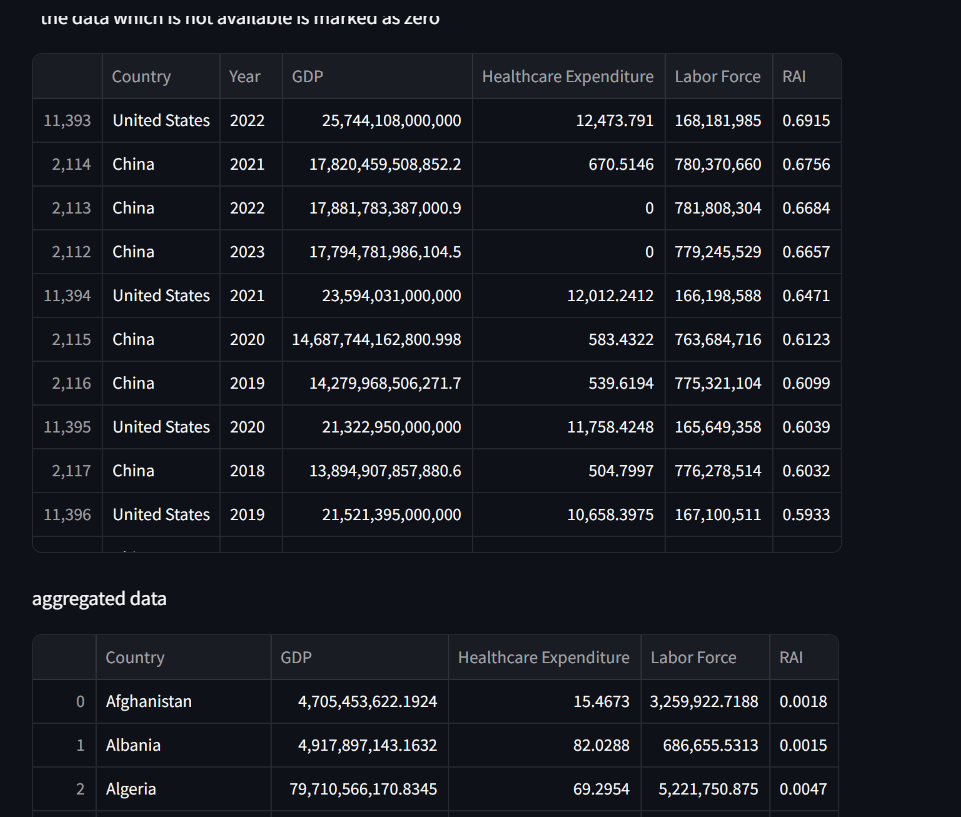 the data which is not available is marked as zero
Country Year GDP Healthcare Expenditure Labor Force RAI
11,393 United States 2022 25,744,108,000,000 12,473.791 168,181,985 0.6915
2,114 China 2021 17,820,459,508,852.2 670.5146 780,370,660 0.6756
2,113 China 2022 17,881,783,387,000.9 0 781,808,304 0.6684
2,112 China 2023 17,794,781,986,104.5 0 779,245,529 0.6657
11,394 United States 2021 23,594,031,000,000 12,012.2412 166,198,588 0.6471
2,115 China 2020 14,687,744,162,800.998 583.4322 763,684,716 0.6123
2,116 China 2019 14,279,968,506,271.7 539.6194 775,321,104 0.6099
11,395 United States 2020 21,322,950,000,000 11,758.4248 165,649,358 0.6039
2,117 China 2018 13,894,907,857,880.6 504.7997 776,278,514 0.6032
11,396 United States 2019 21,521,395,000,000 10,658.3975 167,100,511 0.5933
aggregated data
Country GDP Healthcare Expenditure Labor Force RAI
0 Afghanistan 4,705,453,622.1924 15.4673 3,259,922.7188 0.0018
1 Albania 4,917,897,143.1632 82.0288 686,655.5313 0.0015
2 Algeria 79,710,566,170.8345 69.2954 5,221,750.875 0.0047